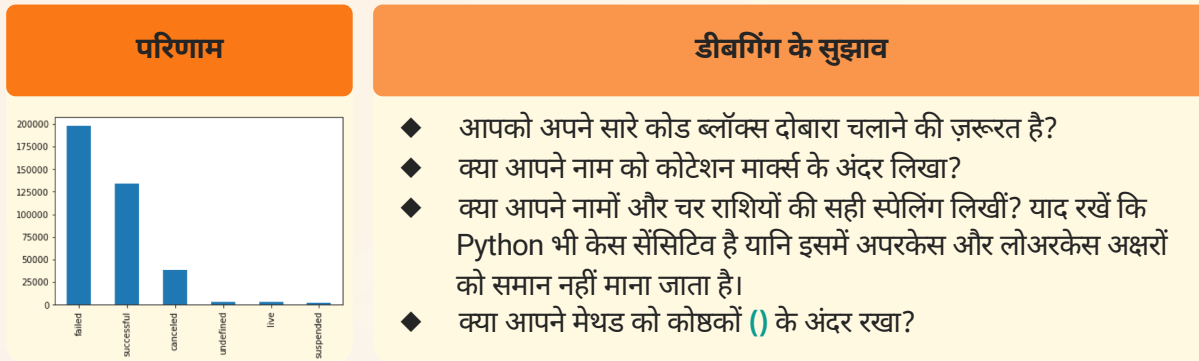 परिणाम
डीबगिंग के सुझाव
200000
175000
150000
125000
100000
75000
50000
25000
0
failed
successful
canceled
undefined
live
suspended
◆ आपको अपने सारे कोड ब्लॉक्स दोबारा चलाने की ज़रूरत है?
◆ क्या आपने नाम को कोटेशन मार्क्स के अंदर लिखा?
◆ क्या आपने नामों और चर राशियों की सही स्पेलिंग लिखीं? याद रखें कि
Python भी केस सेंसिटिव है यानि इसमें अपरकेस और लोअरकेस अक्षरों
को समान नहीं माना जाता है।
◆ क्या आपने मेथड को कोष्ठकों () के अंदर रखा?